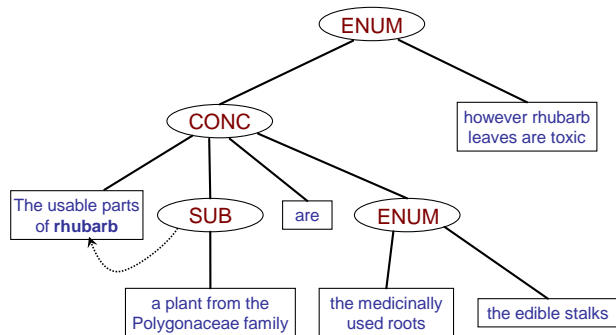 ENUM
CONC
however rhubarb
leaves are toxic
The usable parts
of rhubarb
SUB
are
ENUM
a plant from the
Polygonaceae family
the medicinally
used roots
the edible stalks